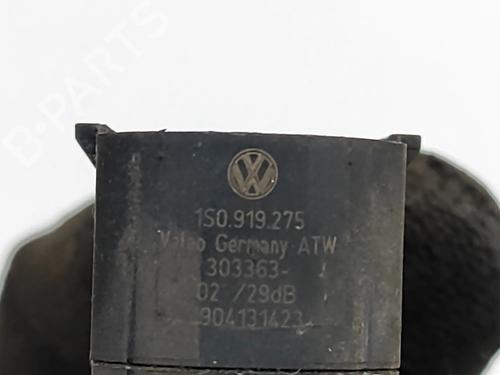 B-PARTS
1S0.919.275
Valeo Germany ATW
303363-
02 /29dB
904131423